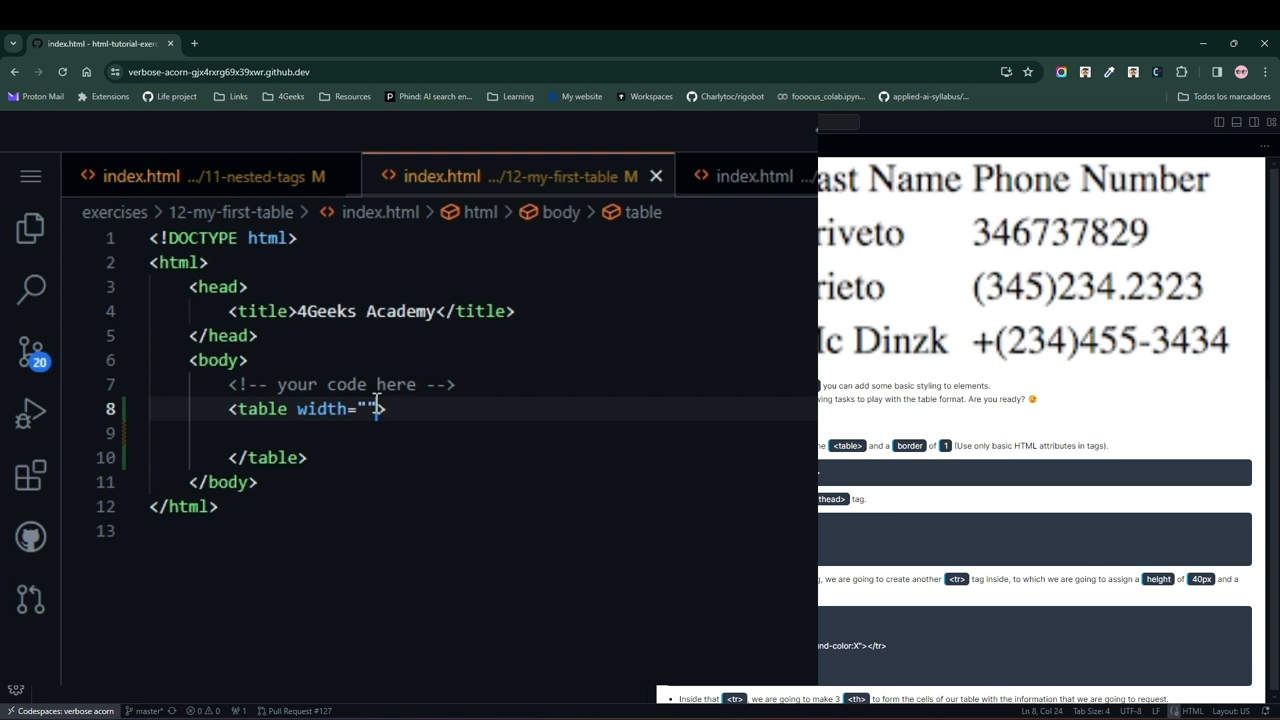 index.html - html-tutorial-exerc
verbose-acorn-gjx4rxrg69x39xwr.github.dev
Proton Mail Extensions Life project Links 4Geeks Resources Phind: AI search en... Learning My website Workspaces Charlytoc/rigobot fooocus_colab.ipyn... applied-ai-syllabus/... Todos los marcadores
index.html .../11-nested-tags M index.html .../12-my-first-table M index.html .../
exercises > 12-my-first-table > index.html > html > body > table
1 <!DOCTYPE html>
2 <html>
3 <head>
4 <title>4Geeks Academy</title>
5 </head>
6 <body>
7 <!-- your code here -->
8 <table width="">
9
10 </table>
11 </body>
12 </html>
13
ast Name Phone Number
riveto 346737829
rieto (345)234.2323
Mc Dinzk +(234)455-3434
you can add some basic styling to elements.
wing tasks to play with the table format. Are you ready? 😉
he <table> and a border of 1 (Use only basic HTML attributes in tags).
thead> tag.
g, we are going to create another <tr> tag inside, to which we are going to assign a height of 40px and a
und-color:X"></tr>
• Inside that <tr>, we are going to make 3 <th> to form the cells of our table with the information that we are going to request.
20
Codespaces: verbose acorn master* 0 0 1 Pull Request #127 Ln 8, Col 24 Tab Size: 4 UTF-8 LF HTML Layout: US